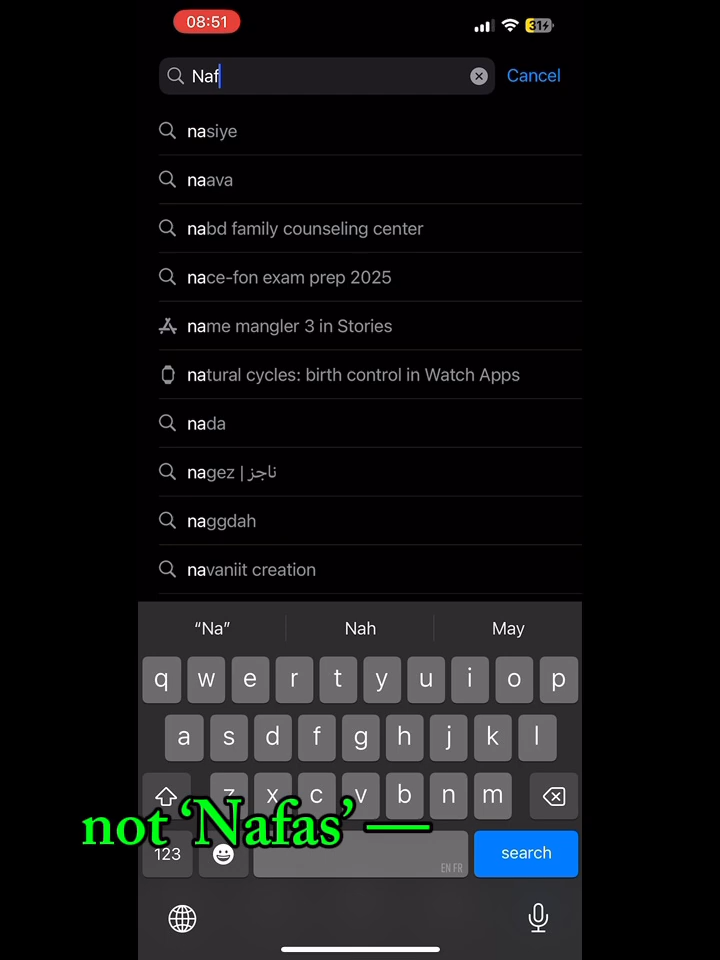 08:51
31
Naf
Cancel
nasiye
naava
nabd family counseling center
nace-fon exam prep 2025
name mangler 3 in Stories
natural cycles: birth control in Watch Apps
nada
nagez | ناجز
naggdah
navaniit creation
“Na” Nah May
q w e r t y u i o p
a s d f g h j k l
z x c v b n m
not ‘Nafas’ —
123 search
EN FR